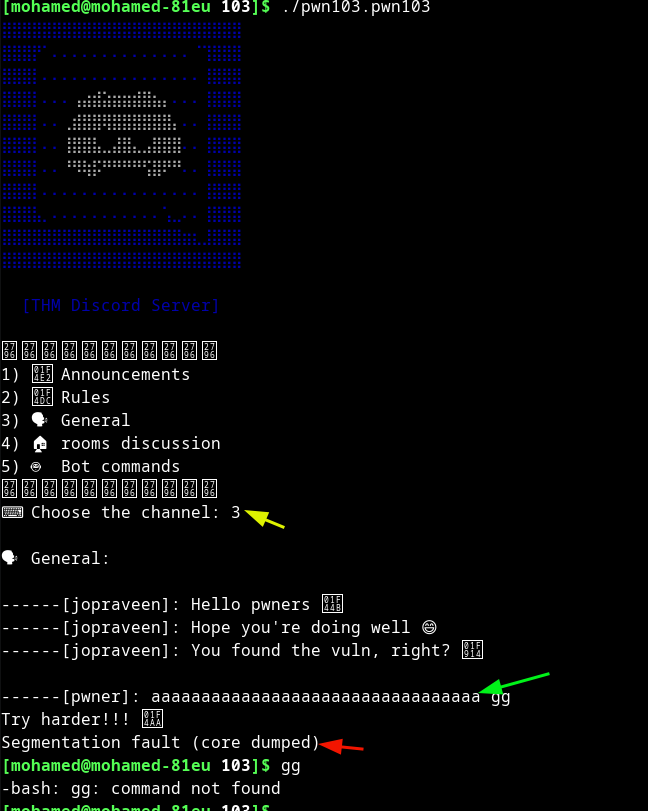 [mohamed@mohamed-81eu 103]$ ./pwn103.pwn103
[THM Discord Server]
1) Announcements
2) Rules
3) 🗣 General
4) 🏠 rooms discussion
5) Bot commands
⌨ Choose the channel: 3
🗣 General:
------[jopraveen]: Hello pwners
------[jopraveen]: Hope you're doing well 😄
------[jopraveen]: You found the vuln, right?
------[pwner]: aaaaaaaaaaaaaaaaaaaaaaaaaaaaaaaaa gg
Try harder!!!
Segmentation fault (core dumped)
[mohamed@mohamed-81eu 103]$ gg
-bash: gg: command not found
[mohamed@mohamed-81eu 103]$